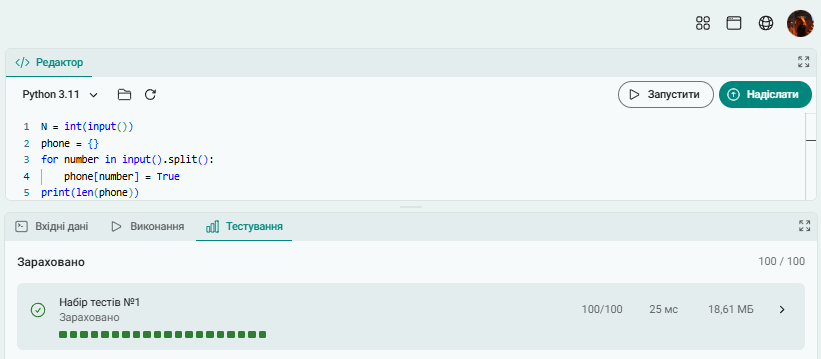 </> Редактор
Python 3.11
Запустити
Надіслати
1 N = int(input())
2 phone = {}
3 for number in input().split():
4     phone[number] = True
5 print(len(phone))
Вхідні дані
Виконання
Тестування
Зараховано 100 / 100
Набір тестів №1
Зараховано
100/100 25 мс 18,61 МБ